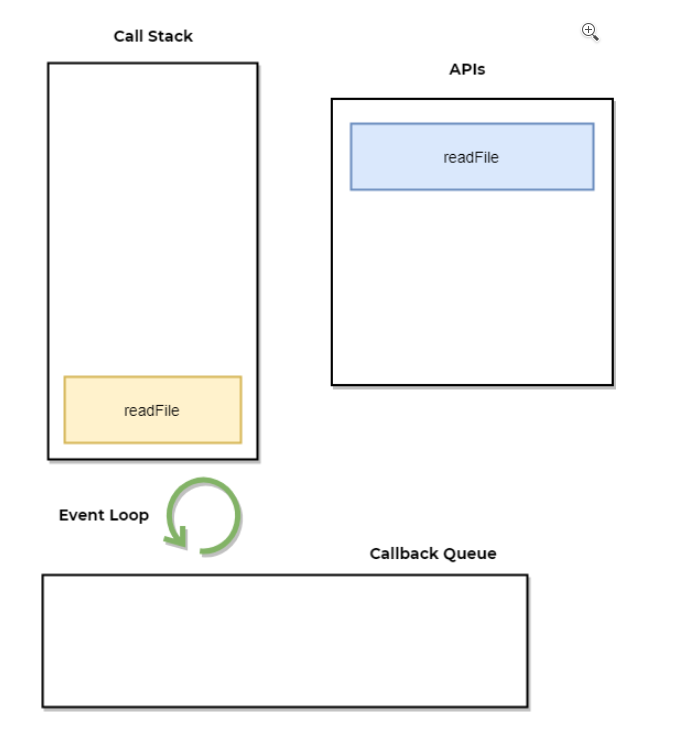 Call Stack
APIs
readFile
readFile
Event Loop
Callback Queue